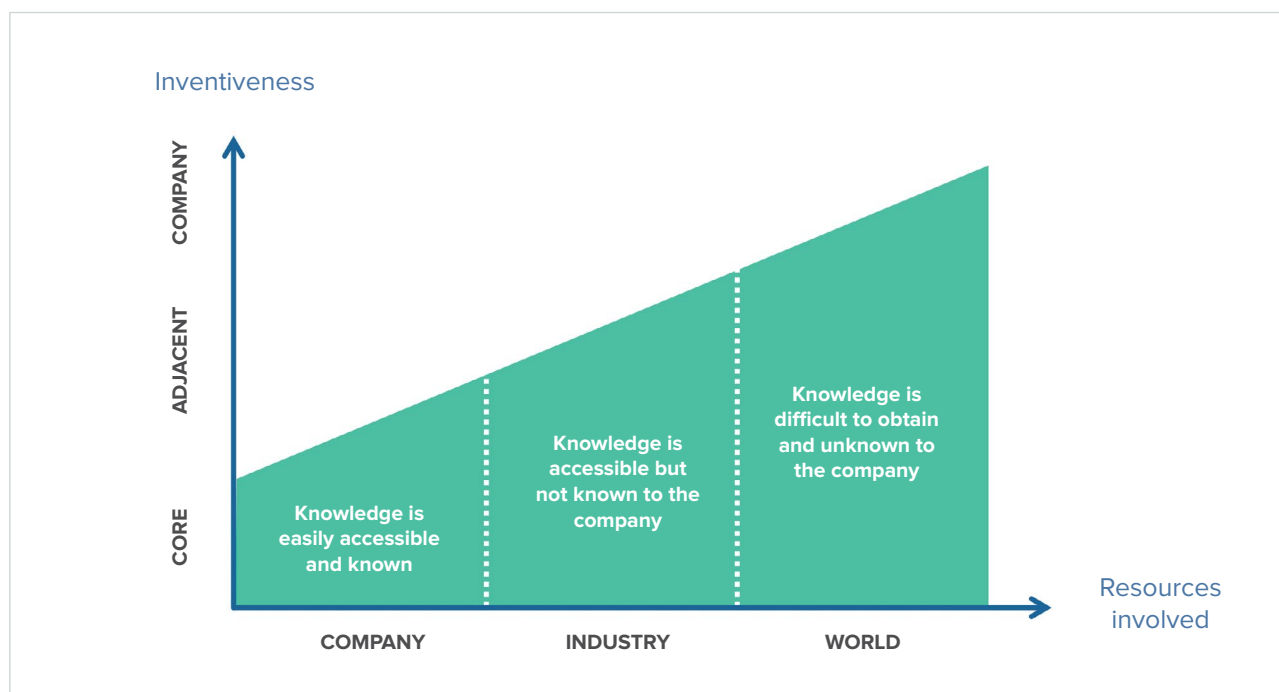 Inventiveness
COMPANY
ADJACENT
CORE
Knowledge is
easily accessible
and known
Knowledge is
accessible but
not known to the
company
Knowledge is
difficult to obtain
and unknown to
the company
COMPANY
INDUSTRY
WORLD
Resources
involved